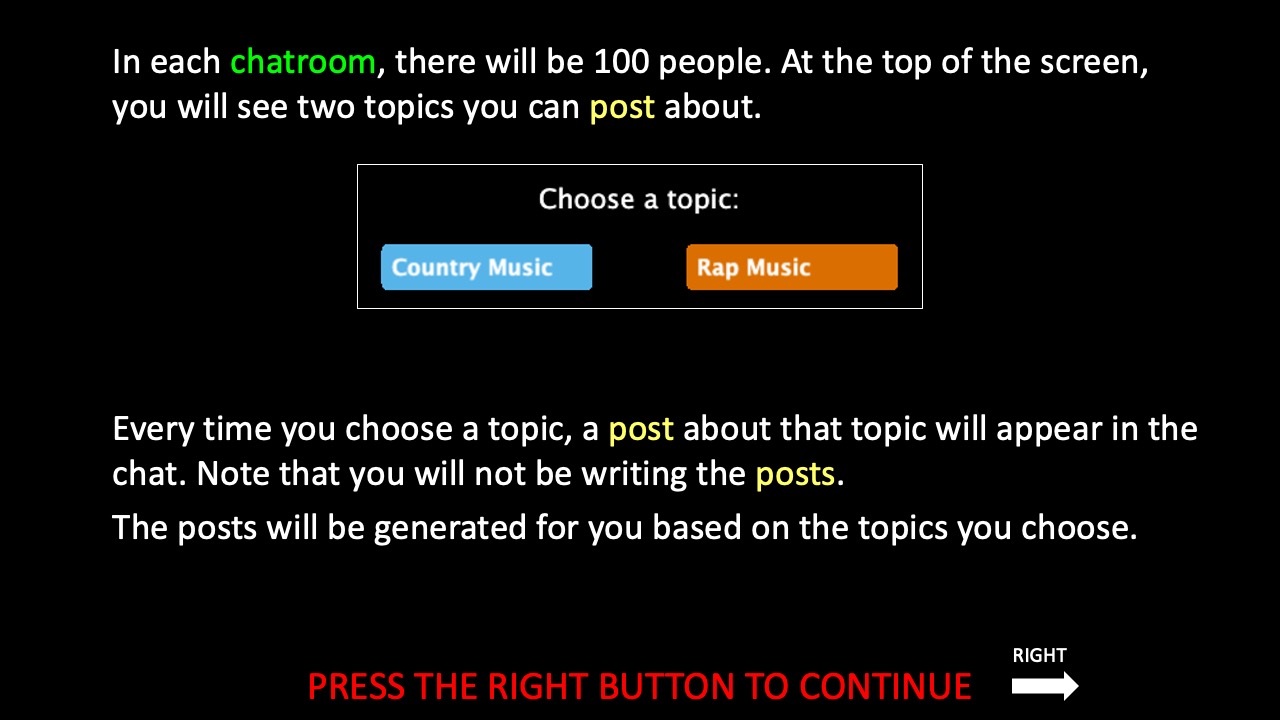 In each chatroom, there will be 100 people. At the top of the screen,
you will see two topics you can post about.
Choose a topic:
Country Music
Rap Music
Every time you choose a topic, a post about that topic will appear in the
chat. Note that you will not be writing the posts.
The posts will be generated for you based on the topics you choose.
RIGHT
PRESS THE RIGHT BUTTON TO CONTINUE